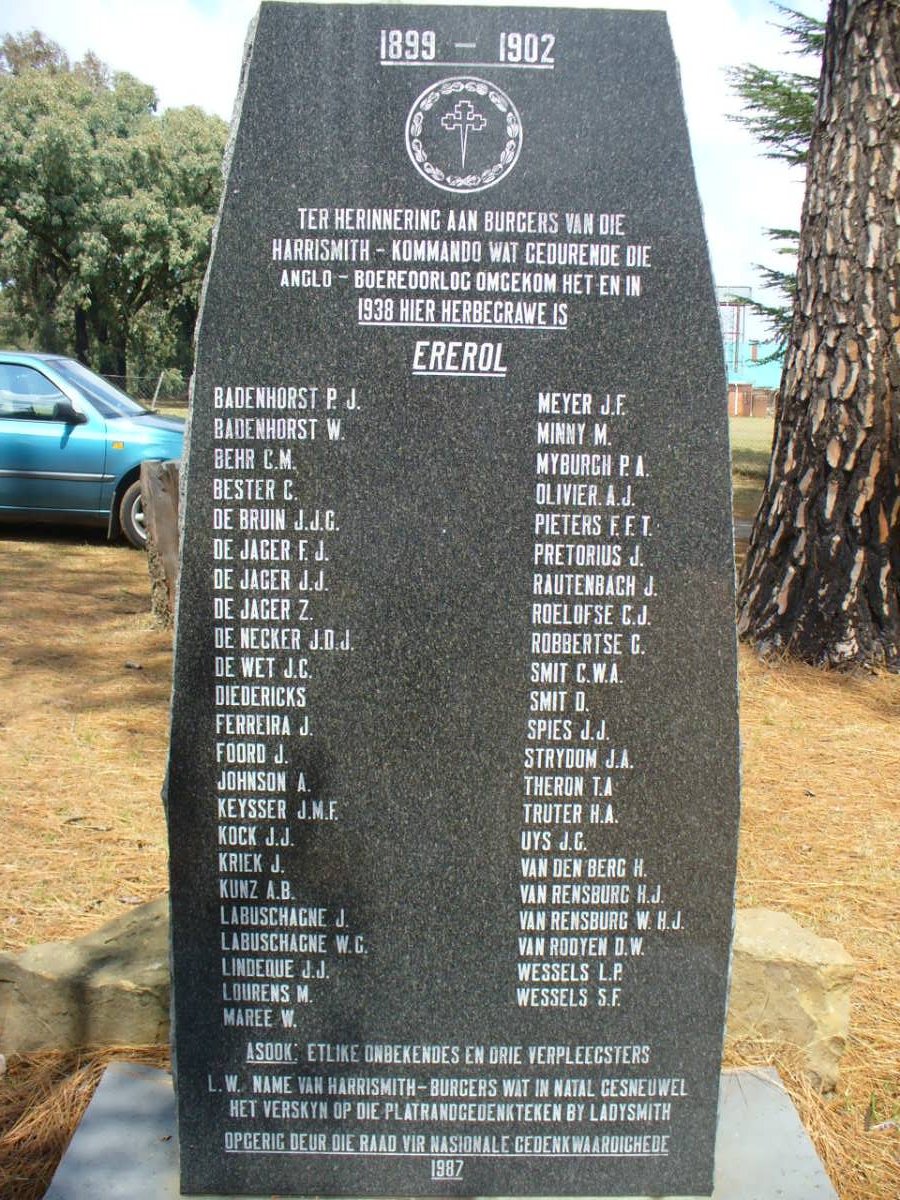 1899 – 1902
TER HERINNERING AAN BURGERS VAN DIE
HARRISMITH – KOMMANDO WAT GEDURENDE DIE
ANGLO – BOEREOORLOG OMGEKOM HET EN IN
1938 HIER HERBEGRAWE IS
EREROL
BADENHORST P. J.
BADENHORST W.
BEHR C.M.
BESTER C.
DE BRUIN J.J.G.
DE JAGER F. J.
DE JAGER J.J.
DE JAGER Z.
DE NECKER J.D.J.
DE WET J.C.
DIEDERICKS
FERREIRA J.
FOORD J.
JOHNSON A.
KEYSSER J.M.F.
KOCK J.J.
KRIEK J.
KUNZ A.B.
LABUSCHAGNE J.
LABUSCHAGNE W.C.
LINDEQUE J.J.
LOURENS M.
MAREE W.
MEYER J.F.
MINNY M.
MYBURGH P.A.
OLIVIER A.J.
PIETERS F.F.T.
PRETORIUS J.
RAUTENBACH J.
ROELOFSE C.J.
ROBBERTSE G.
SMIT C.W.A.
SMIT D.
SPIES J.J.
STRYDOM J.A.
THERON T.A
TRUTER H.A.
UYS J.G.
VAN DEN BERG H.
VAN RENSBURG H.J.
VAN RENSBURG W. H.J.
VAN ROOYEN D.W.
WESSELS L.P.
WESSELS S.F.
ASOOK: ETLIKE ONBEKENDES EN DRIE VERPLEEGSTERS
L.W. NAME VAN HARRISMITH–BURGERS WAT IN NATAL GESNEUWEL
HET VERSKYN OP DIE PLATRANDGEDENKTEKEN BY LADYSMITH
OPGERIG DEUR DIE RAAD VIR NASIONALE GEDENKWAARDIGHEDE
1987